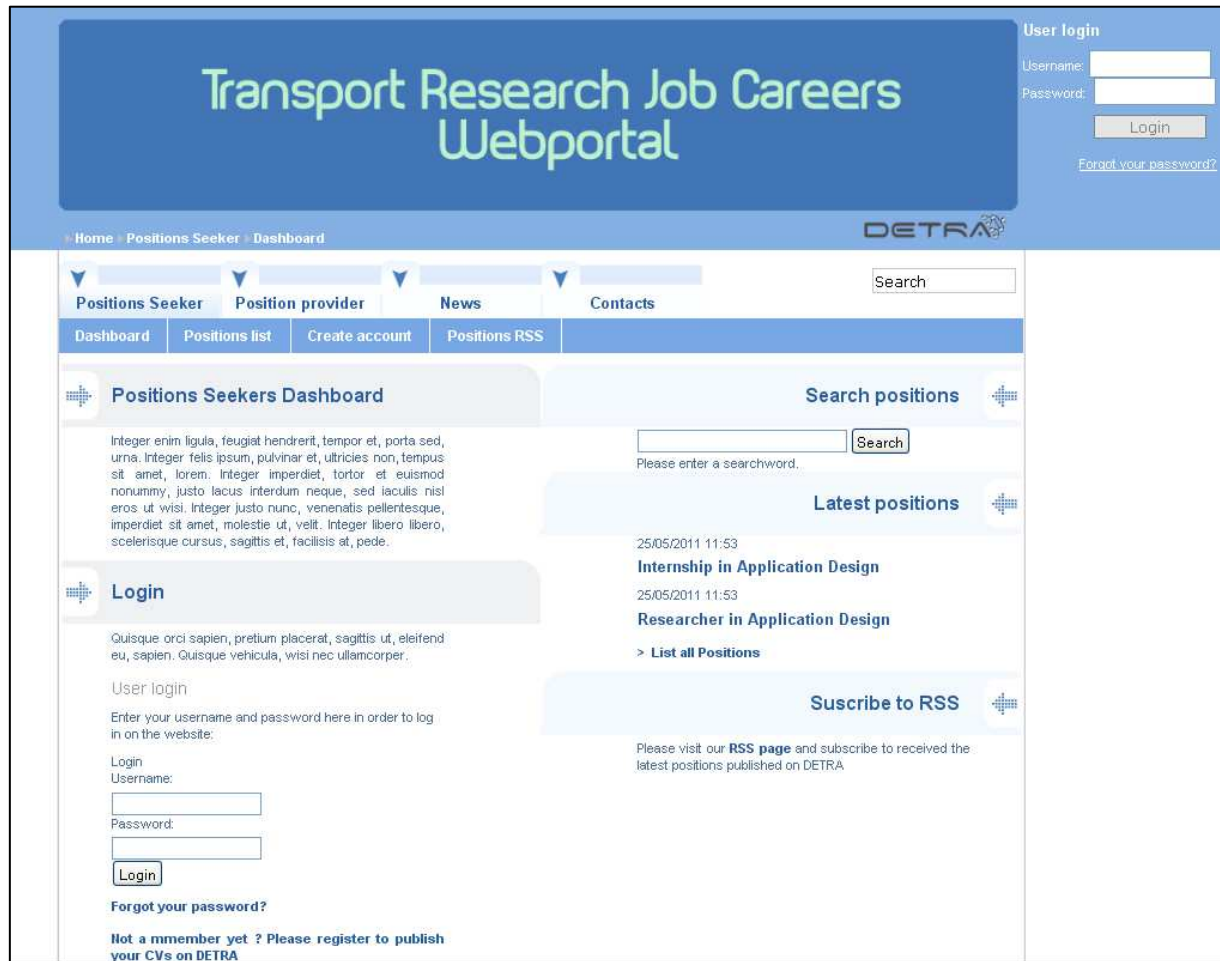 Transport Research Job Careers
Webportal
User login
Username:
Password:
Login
Forgot your password?
Home Positions Seeker Dashboard
DETRA
Positions Seeker
Position provider
News
Contacts
Search
Dashboard
Positions list
Create account
Positions RSS
Positions Seekers Dashboard
Integer enim ligula, feugiat hendrerit, tempor et, porta sed,
urna. Integer felis ipsum, pulvinar et, ultricies non, tempus
sit amet, lorem. Integer imperdiet, tortor et euismod
nonummy, justo lacus interdum neque, sed iaculis nisl
eros ut wisi. Integer justo nunc, venenatis pellentesque,
imperdiet sit amet, molestie ut, velit. Integer libero libero,
scelerisque cursus, sagittis et, facilisis at, pede.
Login
Quisque orci sapien, pretium placerat, sagittis ut, eleifend
eu, sapien. Quisque vehicula, wisi nec ullamcorper.
User login
Enter your username and password here in order to log
in on the website:
Login
Username:
Password:
Login
Forgot your password?
Not a mmember yet ? Please register to publish
your CVs on DETRA
Search positions
Search
Please enter a searchword.
Latest positions
25/05/2011 11:53
Internship in Application Design
25/05/2011 11:53
Researcher in Application Design
> List all Positions
Suscribe to RSS
Please visit our RSS page and subscribe to received the
latest positions published on DETRA